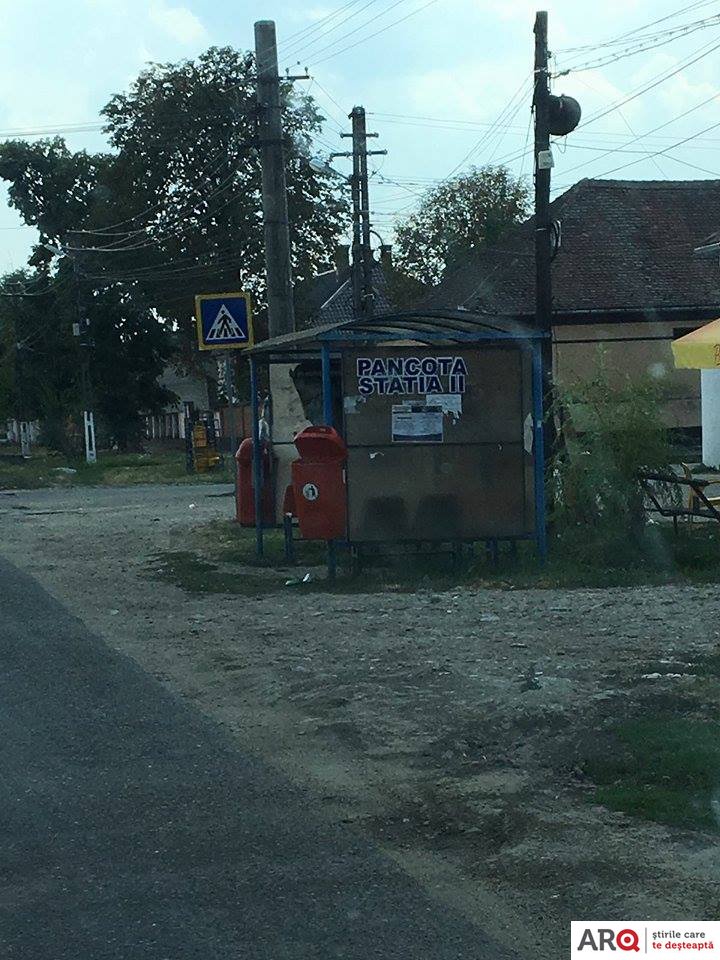 PANCOTA
STATIA II
ARQ
știrile care
te deșteaptă